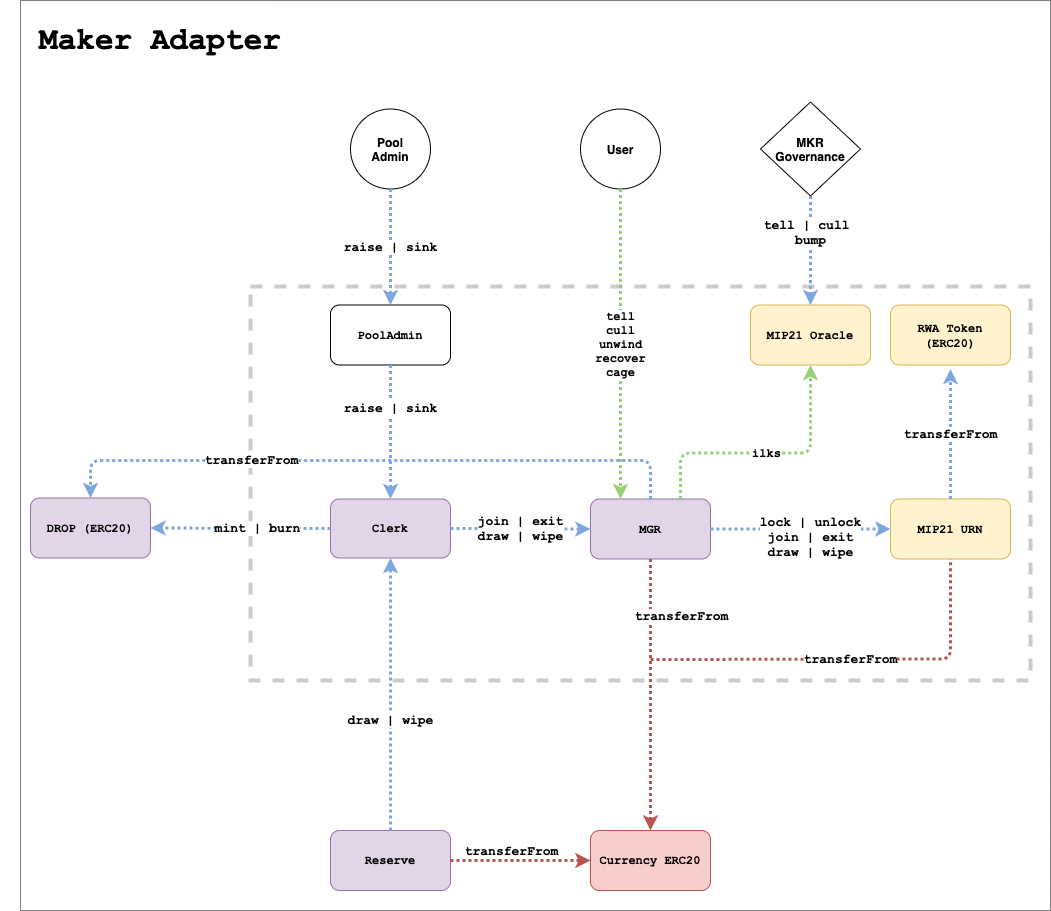 Maker Adapter
Pool
Admin
User
MKR
Governance
raise | sink
tell | cull
bump
tell
cull
unwind
recover
cage
PoolAdmin
MIP21 Oracle
RWA Token
(ERC20)
raise | sink
transferFrom
ilks
transferFrom
DROP (ERC20)
mint | burn
Clerk
join | exit
draw | wipe
MGR
lock | unlock
join | exit
draw | wipe
MIP21 URN
transferFrom
transferFrom
draw | wipe
Reserve
transferFrom
Currency ERC20